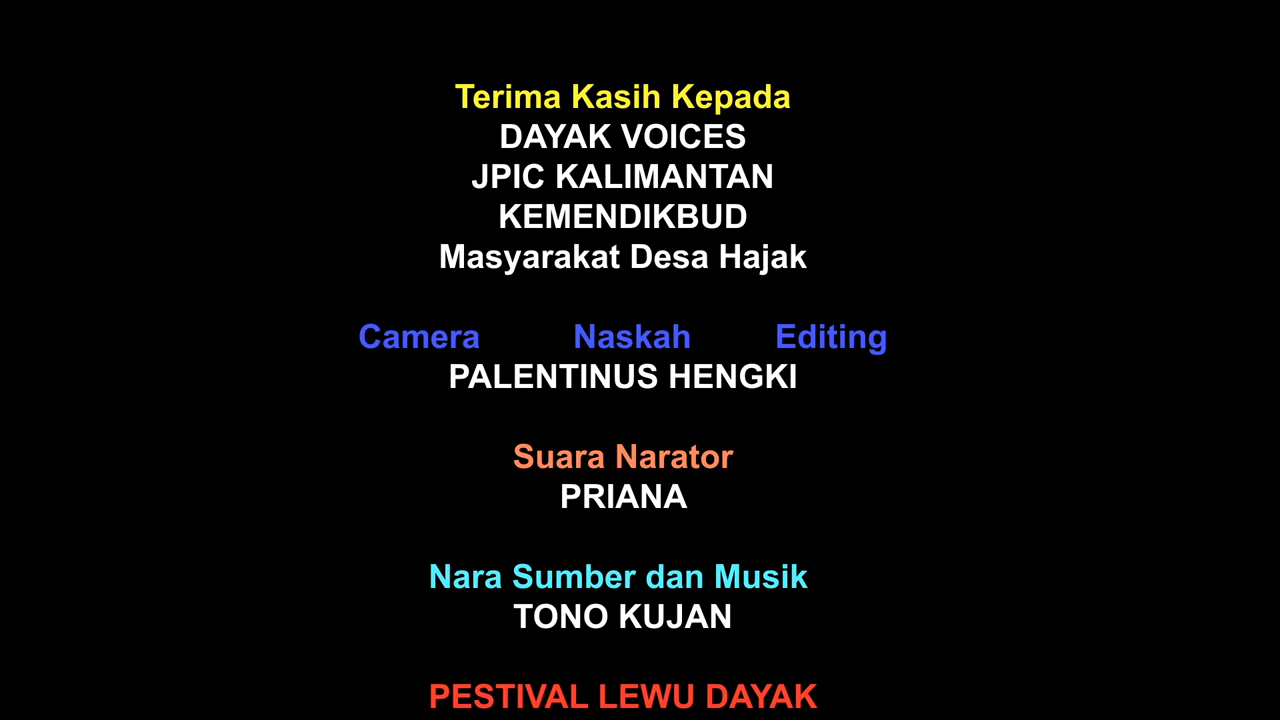 Terima Kasih Kepada
DAYAK VOICES
JPIC KALIMANTAN
KEMENDIKBUD
Masyarakat Desa Hajak
Camera Naskah Editing
PALENTINUS HENGKI
Suara Narator
PRIANA
Nara Sumber dan Musik
TONO KUJAN
PESTIVAL LEWU DAYAK